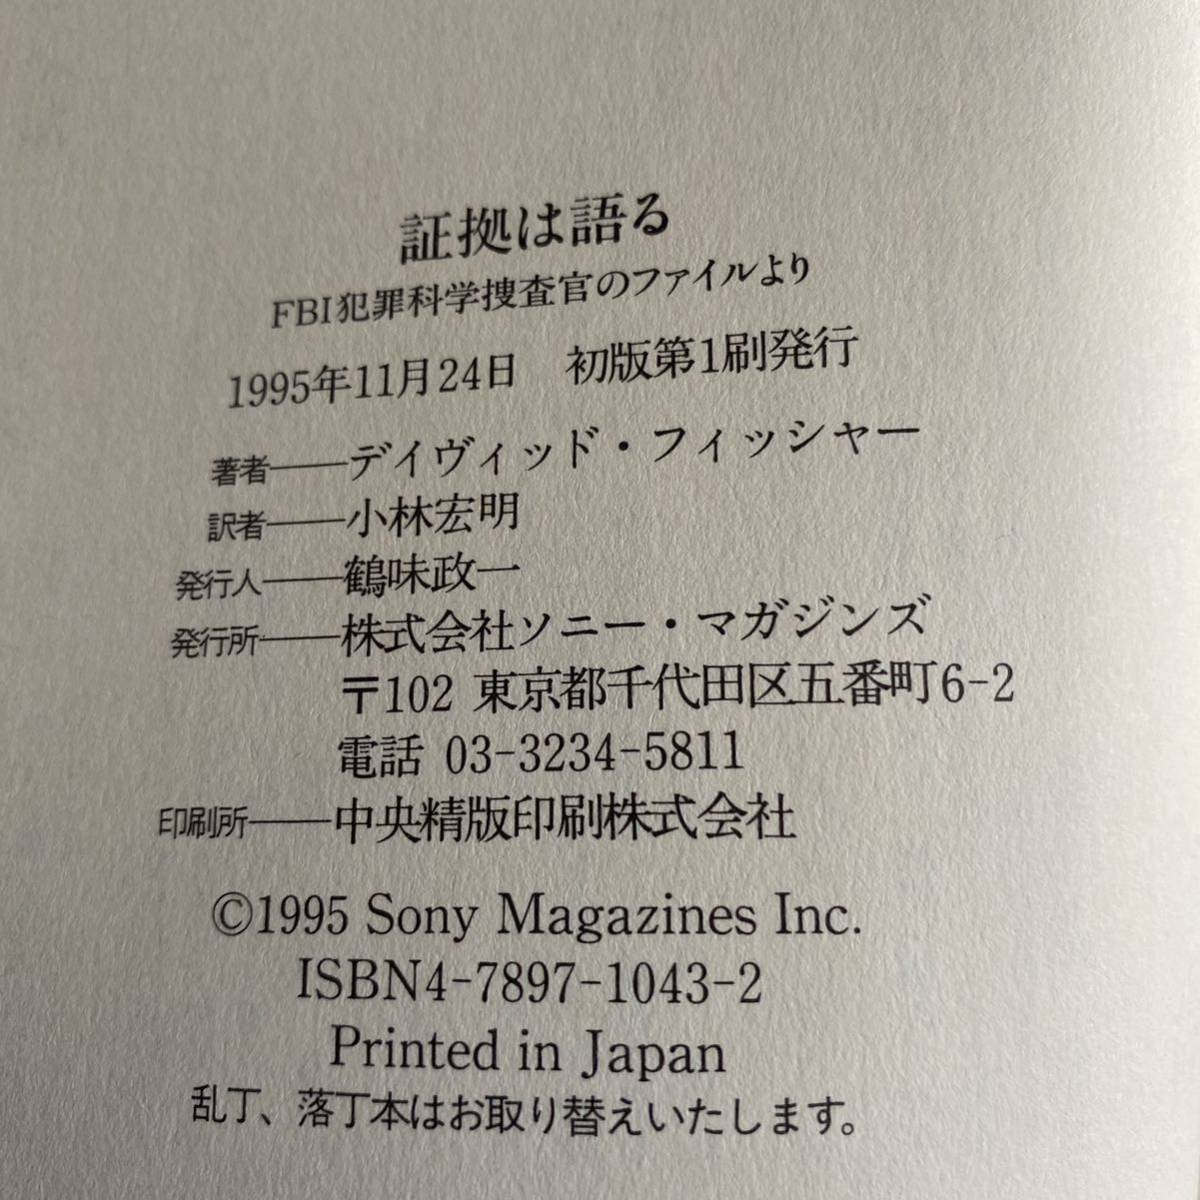 証拠は語る
FBI犯罪科学捜査官のファイルより
1995年11月24日　初版第1刷発行
著者――デイヴィッド・フィッシャー
訳者――小林宏明
発行人――鶴味政一
発行所――株式会社ソニー・マガジンズ
〒102 東京都千代田区五番町6-2
電話 03-3234-5811
印刷所――中央精版印刷株式会社
©1995 Sony Magazines Inc.
ISBN4-7897-1043-2
Printed in Japan
乱丁、落丁本はお取り替えいたします。